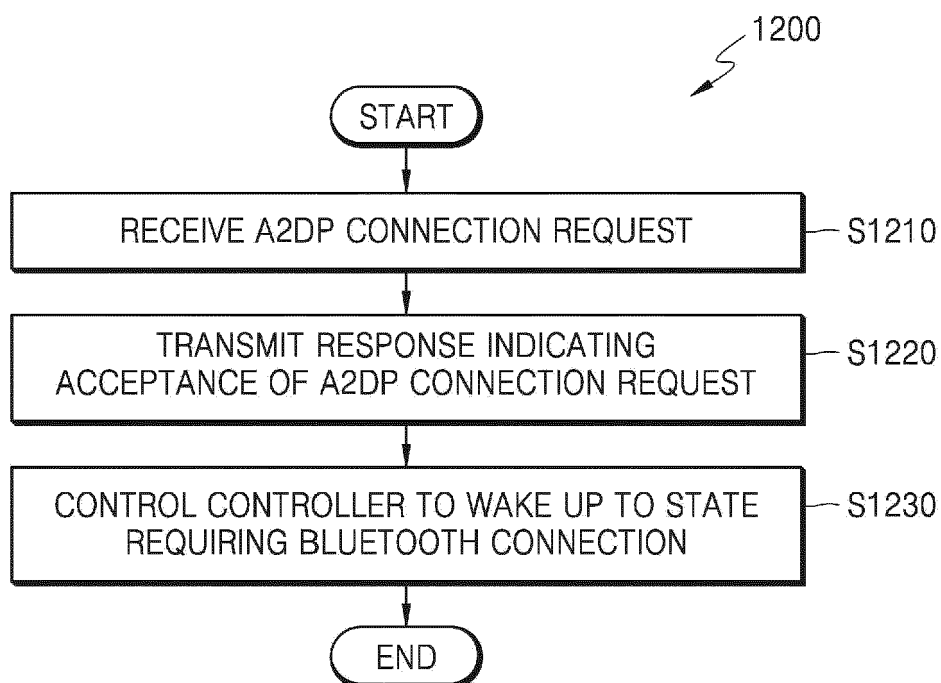 1200
START
RECEIVE A2DP CONNECTION REQUEST
S1210
TRANSMIT RESPONSE INDICATING
ACCEPTANCE OF A2DP CONNECTION REQUEST
S1220
CONTROL CONTROLLER TO WAKE UP TO STATE
REQUIRING BLUETOOTH CONNECTION
S1230
END